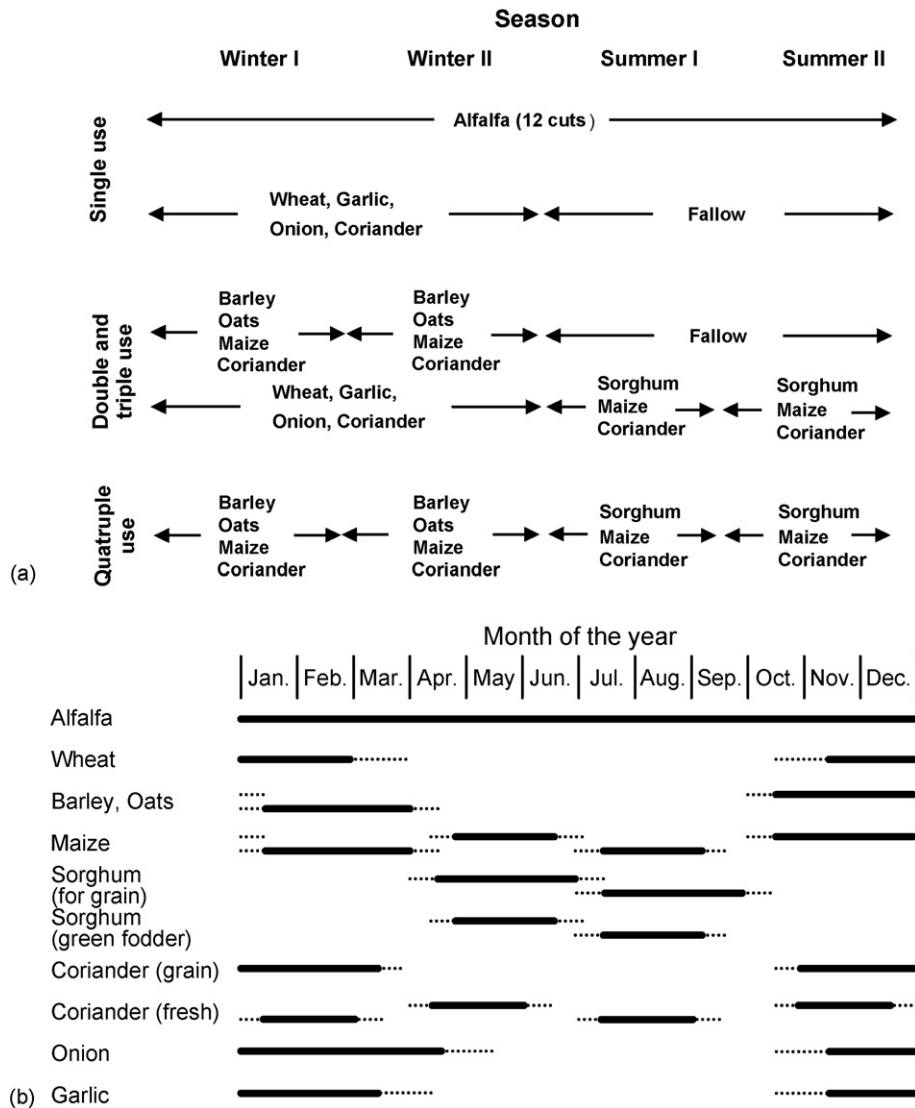 Season
Winter I Winter II Summer I Summer II
Single use
Alfalfa (12 cuts)
Wheat, Garlic,
Onion, Coriander
Fallow
Double and
triple use
Barley
Oats
Maize
Coriander
Barley
Oats
Maize
Coriander
Fallow
Wheat, Garlic,
Onion, Coriander
Sorghum
Maize
Coriander
Sorghum
Maize
Coriander
Quatruple
use
Barley
Oats
Maize
Coriander
Barley
Oats
Maize
Coriander
Sorghum
Maize
Coriander
Sorghum
Maize
Coriander
(a)
Month of the year
Jan. Feb. Mar. Apr. May Jun. Jul. Aug. Sep. Oct. Nov. Dec.
Alfalfa
Wheat
Barley, Oats
Maize
Sorghum
(for grain)
Sorghum
(green fodder)
Coriander (grain)
Coriander (fresh)
Onion
(b) Garlic